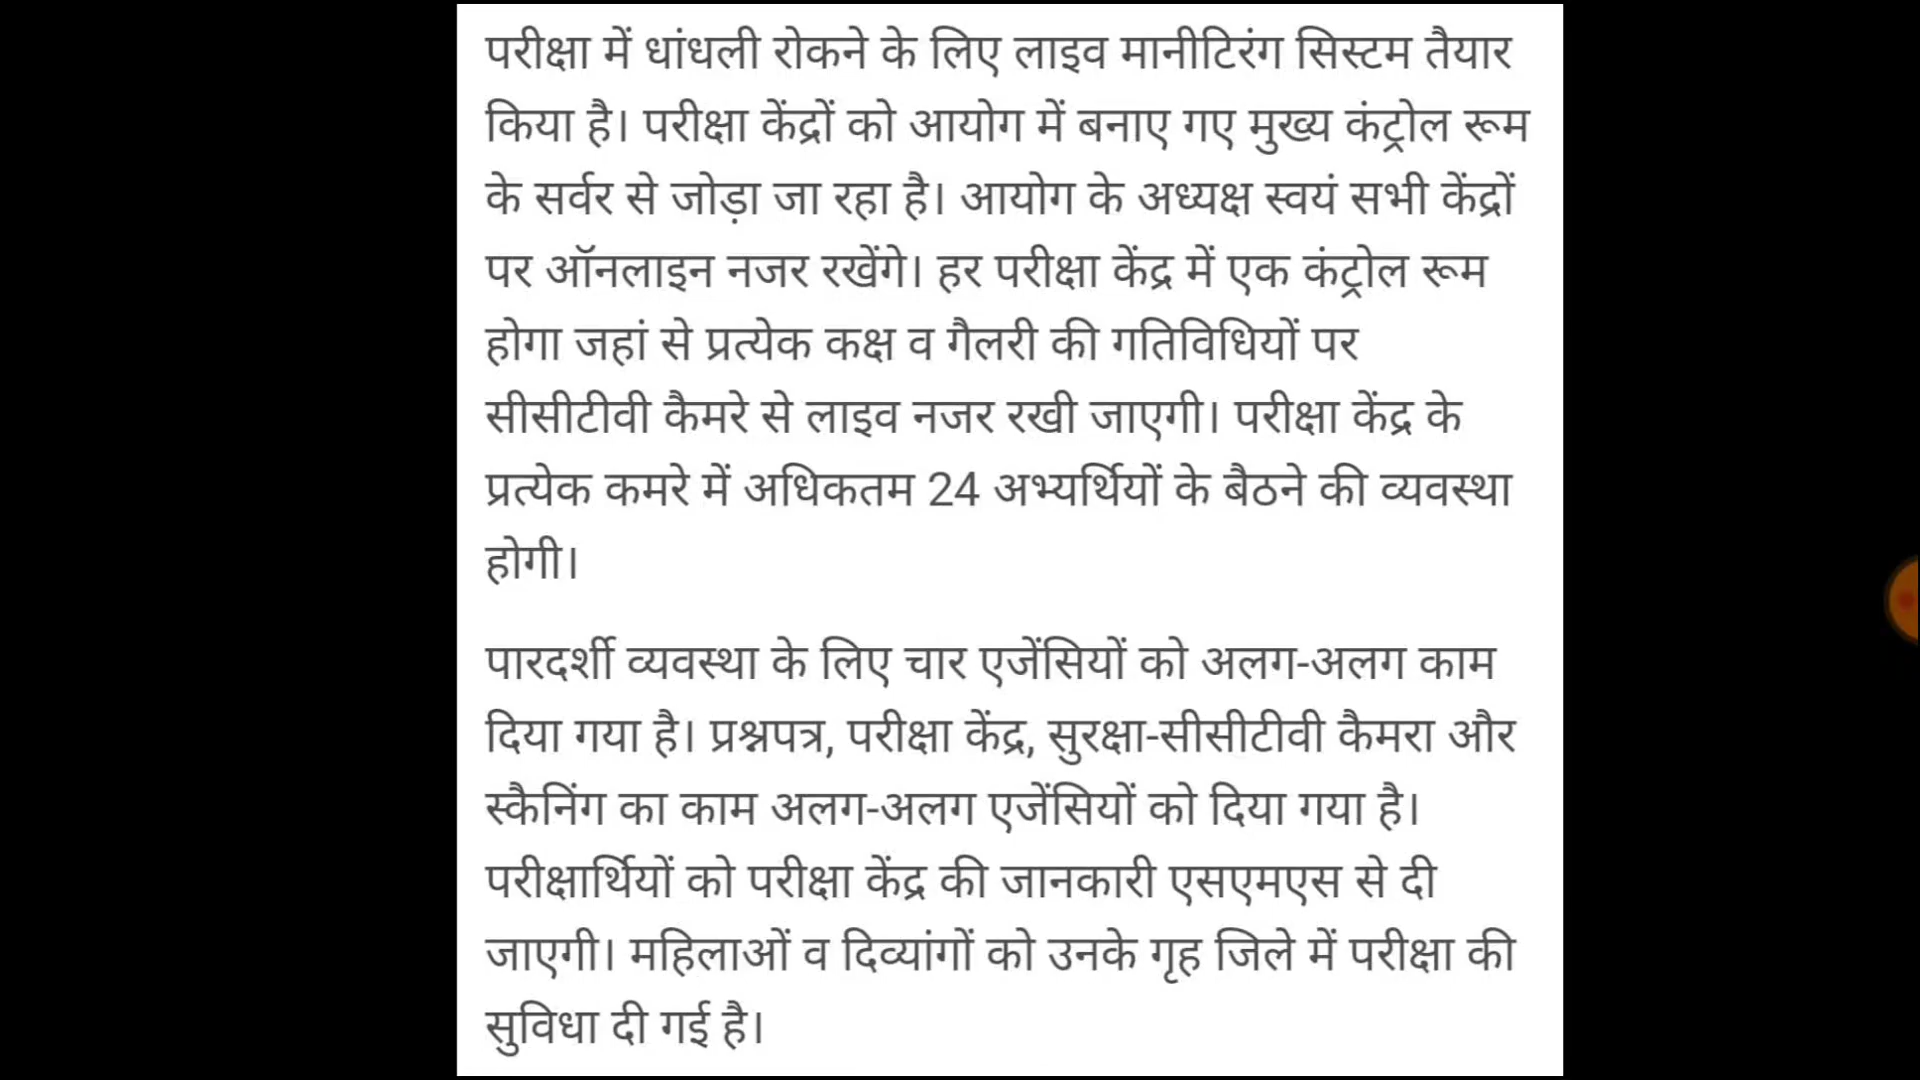 परीक्षा में धांधली रोकने के लिए लाइव मानीटिरंग सिस्टम तैयार
किया है। परीक्षा केंद्रों को आयोग में बनाए गए मुख्य कंट्रोल रूम
के सर्वर से जोड़ा जा रहा है। आयोग के अध्यक्ष स्वयं सभी केंद्रों
पर ऑनलाइन नजर रखेंगे। हर परीक्षा केंद्र में एक कंट्रोल रूम
होगा जहां से प्रत्येक कक्ष व गैलरी की गतिविधियों पर
सीसीटीवी कैमरे से लाइव नजर रखी जाएगी। परीक्षा केंद्र के
प्रत्येक कमरे में अधिकतम 24 अभ्यर्थियों के बैठने की व्यवस्था
होगी।
पारदर्शी व्यवस्था के लिए चार एजेंसियों को अलग-अलग काम
दिया गया है। प्रश्नपत्र, परीक्षा केंद्र, सुरक्षा-सीसीटीवी कैमरा और
स्कैनिंग का काम अलग-अलग एजेंसियों को दिया गया है।
परीक्षार्थियों को परीक्षा केंद्र की जानकारी एसएमएस से दी
जाएगी। महिलाओं व दिव्यांगों को उनके गृह जिले में परीक्षा की
सुविधा दी गई है।